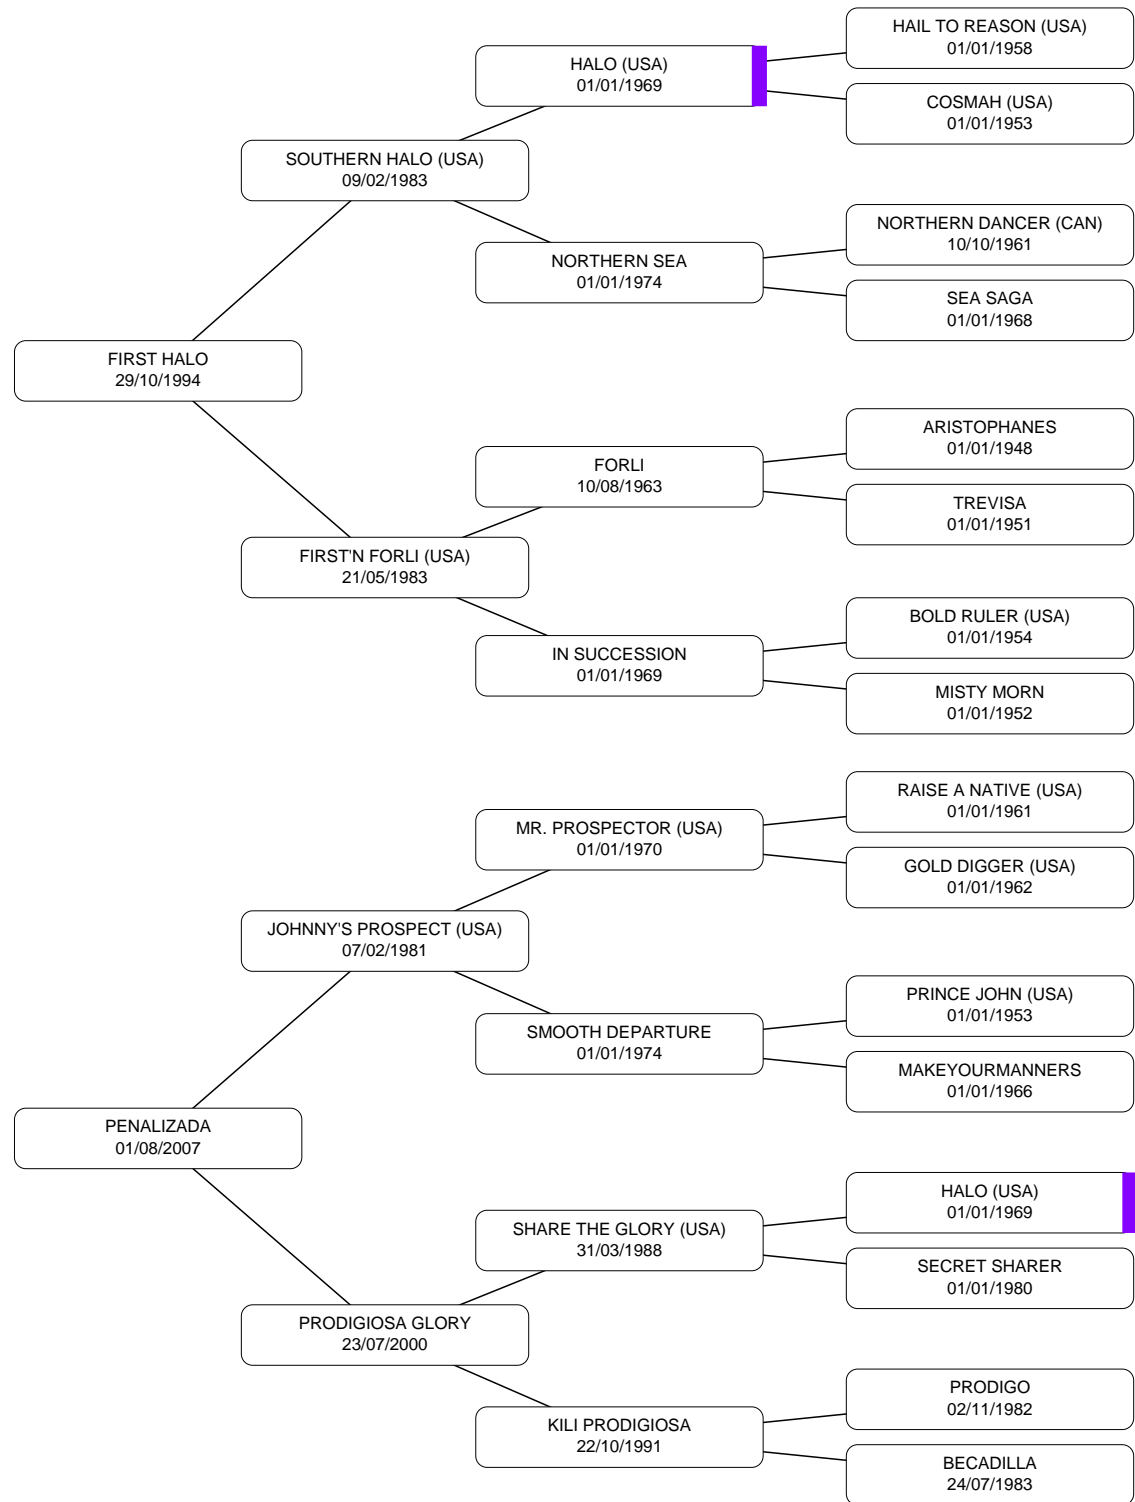 HAIL TO REASON (USA)
01/01/1958
HALO (USA)
01/01/1969
COSMAH (USA)
01/01/1953
SOUTHERN HALO (USA)
09/02/1983
NORTHERN DANCER (CAN)
10/10/1961
NORTHERN SEA
01/01/1974
SEA SAGA
01/01/1968
FIRST HALO
29/10/1994
ARISTOPHANES
01/01/1948
FORLI
10/08/1963
TREVISA
01/01/1951
FIRST'N FORLI (USA)
21/05/1983
BOLD RULER (USA)
01/01/1954
IN SUCCESSION
01/01/1969
MISTY MORN
01/01/1952
RAISE A NATIVE (USA)
01/01/1961
MR. PROSPECTOR (USA)
01/01/1970
GOLD DIGGER (USA)
01/01/1962
JOHNNY'S PROSPECT (USA)
07/02/1981
PRINCE JOHN (USA)
01/01/1953
SMOOTH DEPARTURE
01/01/1974
MAKEYOURMANNERS
01/01/1966
PENALIZADA
01/08/2007
HALO (USA)
01/01/1969
SHARE THE GLORY (USA)
31/03/1988
SECRET SHARER
01/01/1980
PRODIGIOSA GLORY
23/07/2000
PRODIGO
02/11/1982
KILI PRODIGIOSA
22/10/1991
BECADILLA
24/07/1983